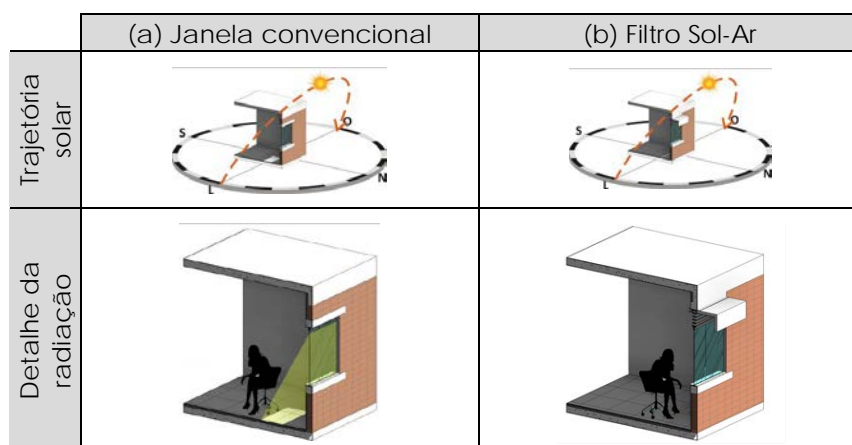 (a) Janela convencional
(b) Filtro Sol-Ar
Trajetória
solar
S
O
L
N
S
O
L
N
Detalhe da
radiação